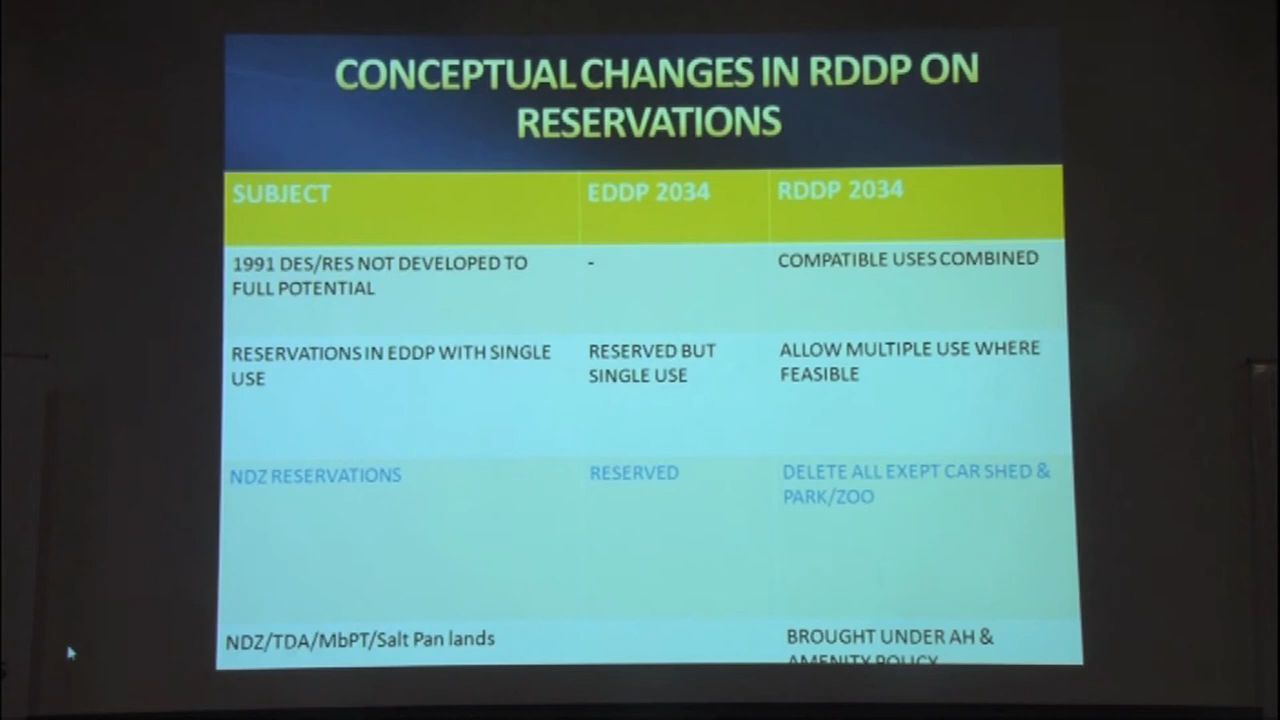 CONCEPTUAL CHANGES IN RDDP ON
RESERVATIONS
SUBJECT EDDP 2034 RDDP 2034
1991 DES/RES NOT DEVELOPED TO - COMPATIBLE USES COMBINED
FULL POTENTIAL
RESERVATIONS IN EDDP WITH SINGLE RESERVED BUT ALLOW MULTIPLE USE WHERE
USE SINGLE USE FEASIBLE
NDZ RESERVATIONS RESERVED DELETE ALL EXEPT CAR SHED &
PARK/ZOO
NDZ/TDA/MbPT/Salt Pan lands BROUGHT UNDER AH &
AMENITY POLICY